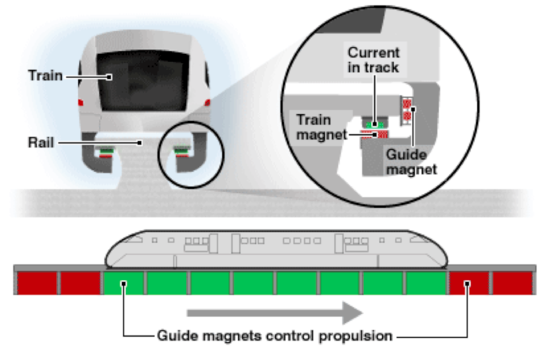 Train
Rail
Current
in track
Train
magnet
Guide
magnet
Guide magnets control propulsion